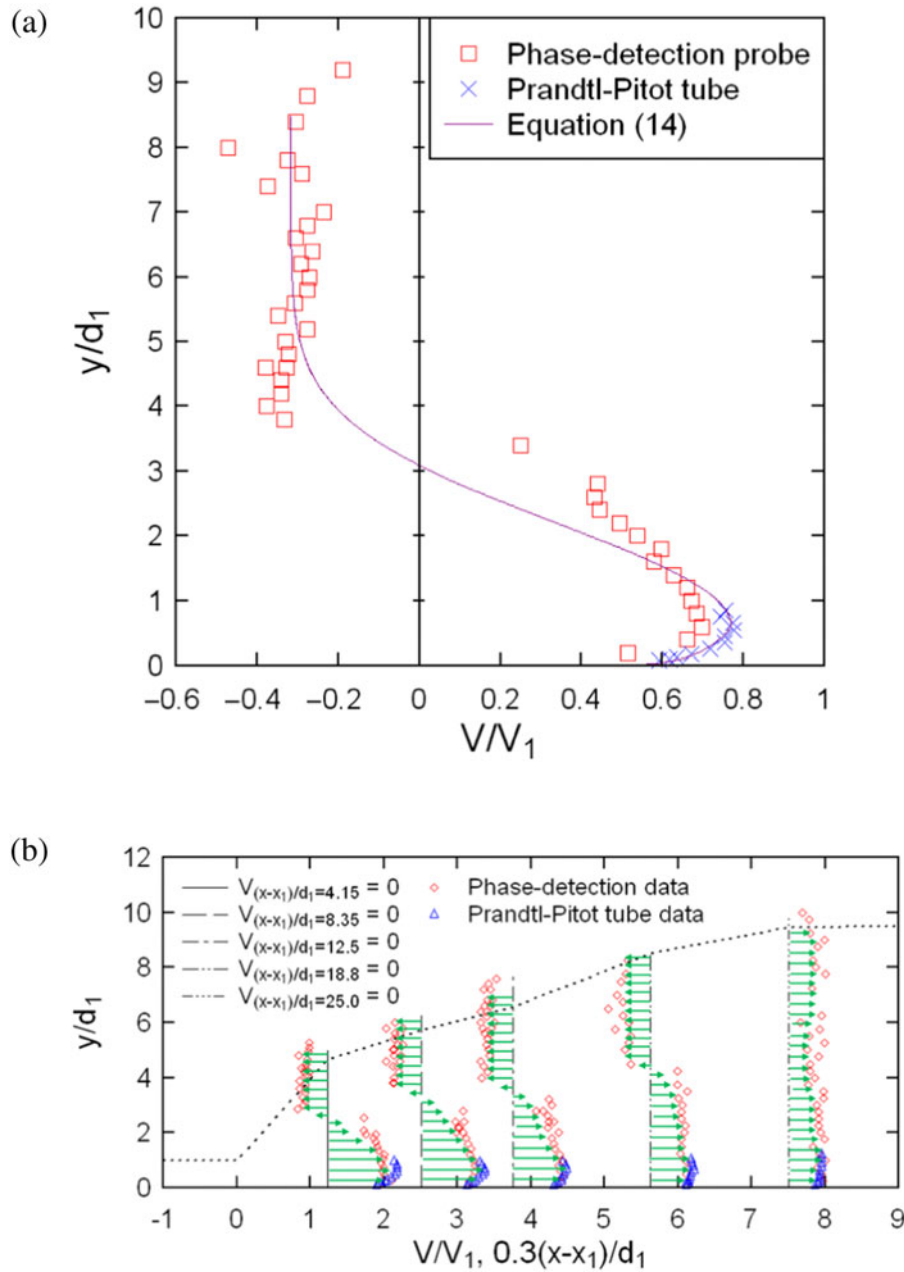 (a)
10
9
8
7
6
5
4
3
2
1
0
y/d1
Phase-detection probe
Prandtl-Pitot tube
Equation (14)
−0.6 −0.4 −0.2 0 0.2 0.4 0.6 0.8 1
V/V1
(b)
12
10
8
6
4
2
0
y/d1
V(x-x1)/d1=4.15 = 0
V(x-x1)/d1=8.35 = 0
V(x-x1)/d1=12.5 = 0
V(x-x1)/d1=18.8 = 0
V(x-x1)/d1=25.0 = 0
Phase-detection data
Prandtl-Pitot tube data
-1 0 1 2 3 4 5 6 7 8 9
V/V1, 0.3(x-x1)/d1